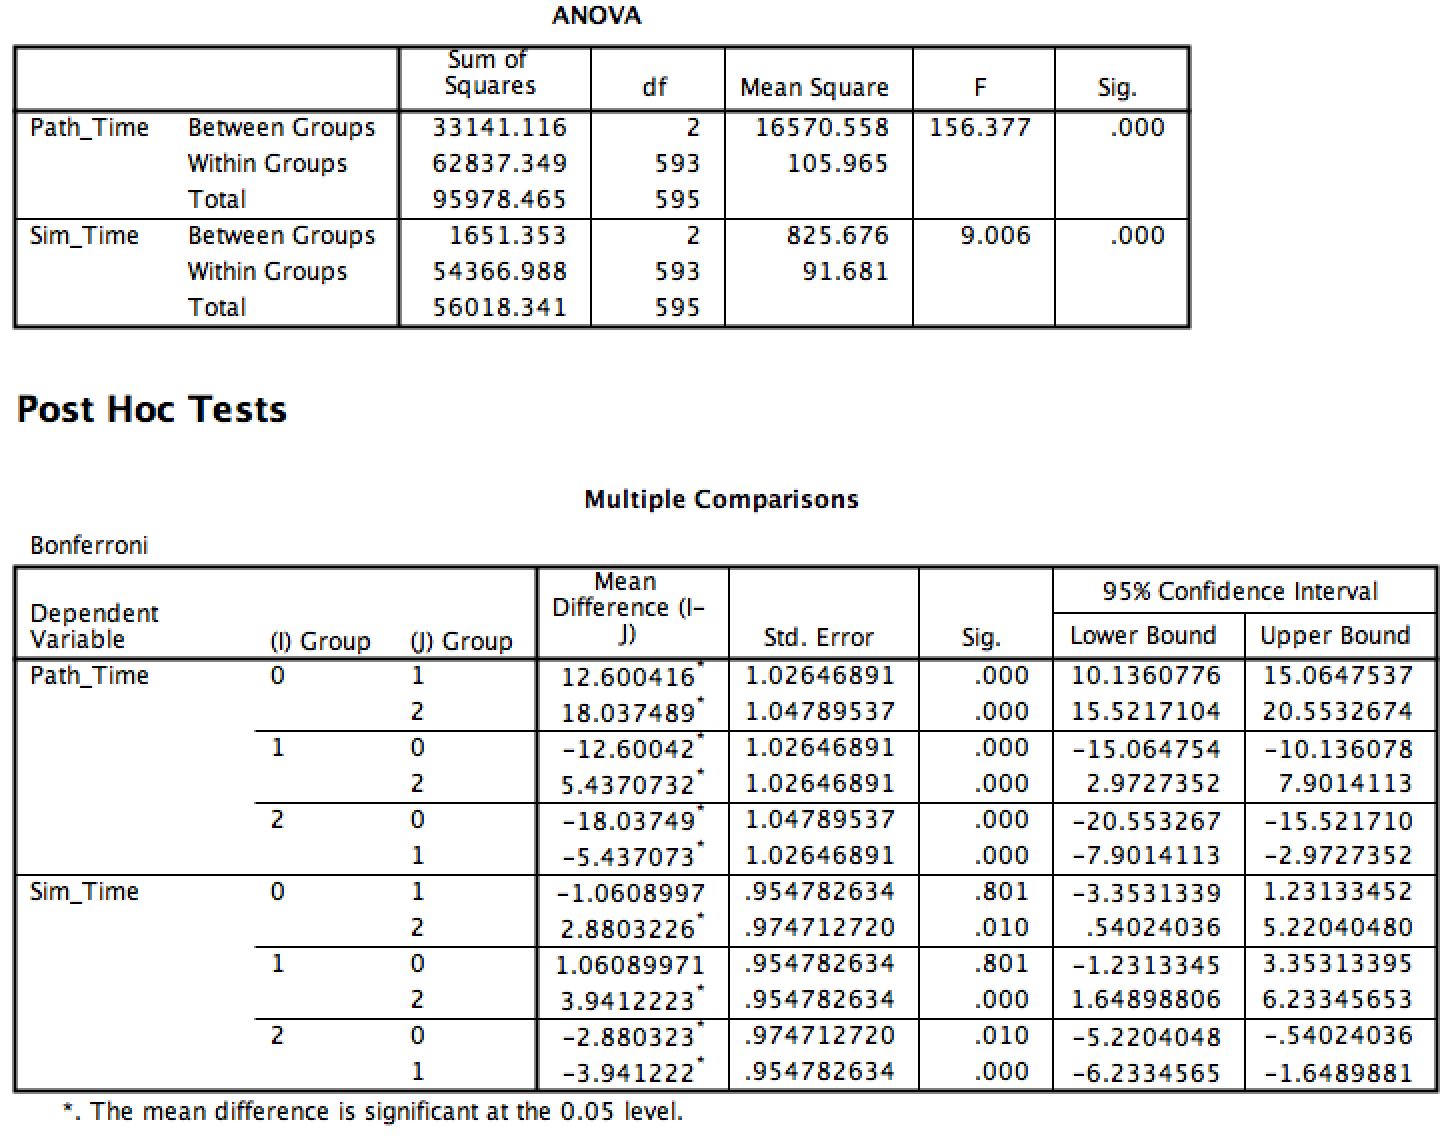 ANOVA
Sum of Squares df Mean Square F Sig.
Path_Time Between Groups 33141.116 2 16570.558 156.377 .000
Within Groups 62837.349 593 105.965
Total 95978.465 595
Sim_Time Between Groups 1651.353 2 825.676 9.006 .000
Within Groups 54366.988 593 91.681
Total 56018.341 595
Post Hoc Tests
Multiple Comparisons
Bonferroni
Dependent Variable (I) Group (J) Group Mean Difference (I-J) Std. Error Sig. 95% Confidence Interval
Lower Bound Upper Bound
Path_Time 0 1 12.600416* 1.02646891 .000 10.1360776 15.0647537
2 18.037489* 1.04789537 .000 15.5217104 20.5532674
1 0 -12.60042* 1.02646891 .000 -15.064754 -10.136078
2 5.4370732* 1.02646891 .000 2.9727352 7.9014113
2 0 -18.03749* 1.04789537 .000 -20.553267 -15.521710
1 -5.437073* 1.02646891 .000 -7.9014113 -2.9727352
Sim_Time 0 1 -1.0608997 .954782634 .801 -3.3531339 1.23133452
2 2.8803226* .974712720 .010 .54024036 5.22040480
1 0 1.06089971 .954782634 .801 -1.2313345 3.35313395
2 3.9412223* .954782634 .000 1.64898806 6.23345653
2 0 -2.880323* .974712720 .010 -5.2204048 -.54024036
1 -3.941222* .954782634 .000 -6.2334565 -1.6489881
*. The mean difference is significant at the 0.05 level.